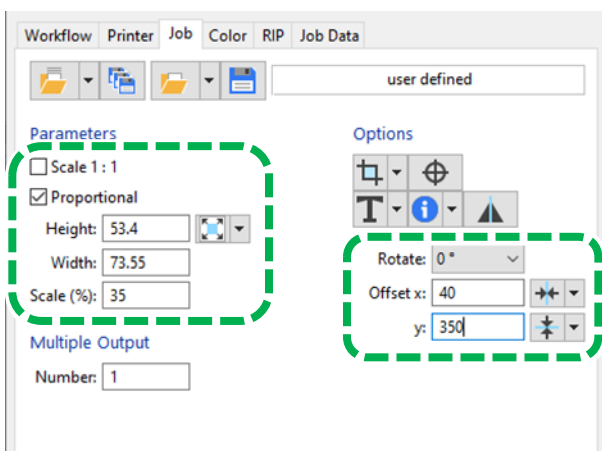 Workflow Printer Job Color RIP Job Data
user defined
Parameters
Scale 1 : 1
Proportional
Height: 53.4
Width: 73.55
Scale (%): 35
Multiple Output
Number: 1
Options
T i
Rotate: 0 °
Offset x: 40
y: 350